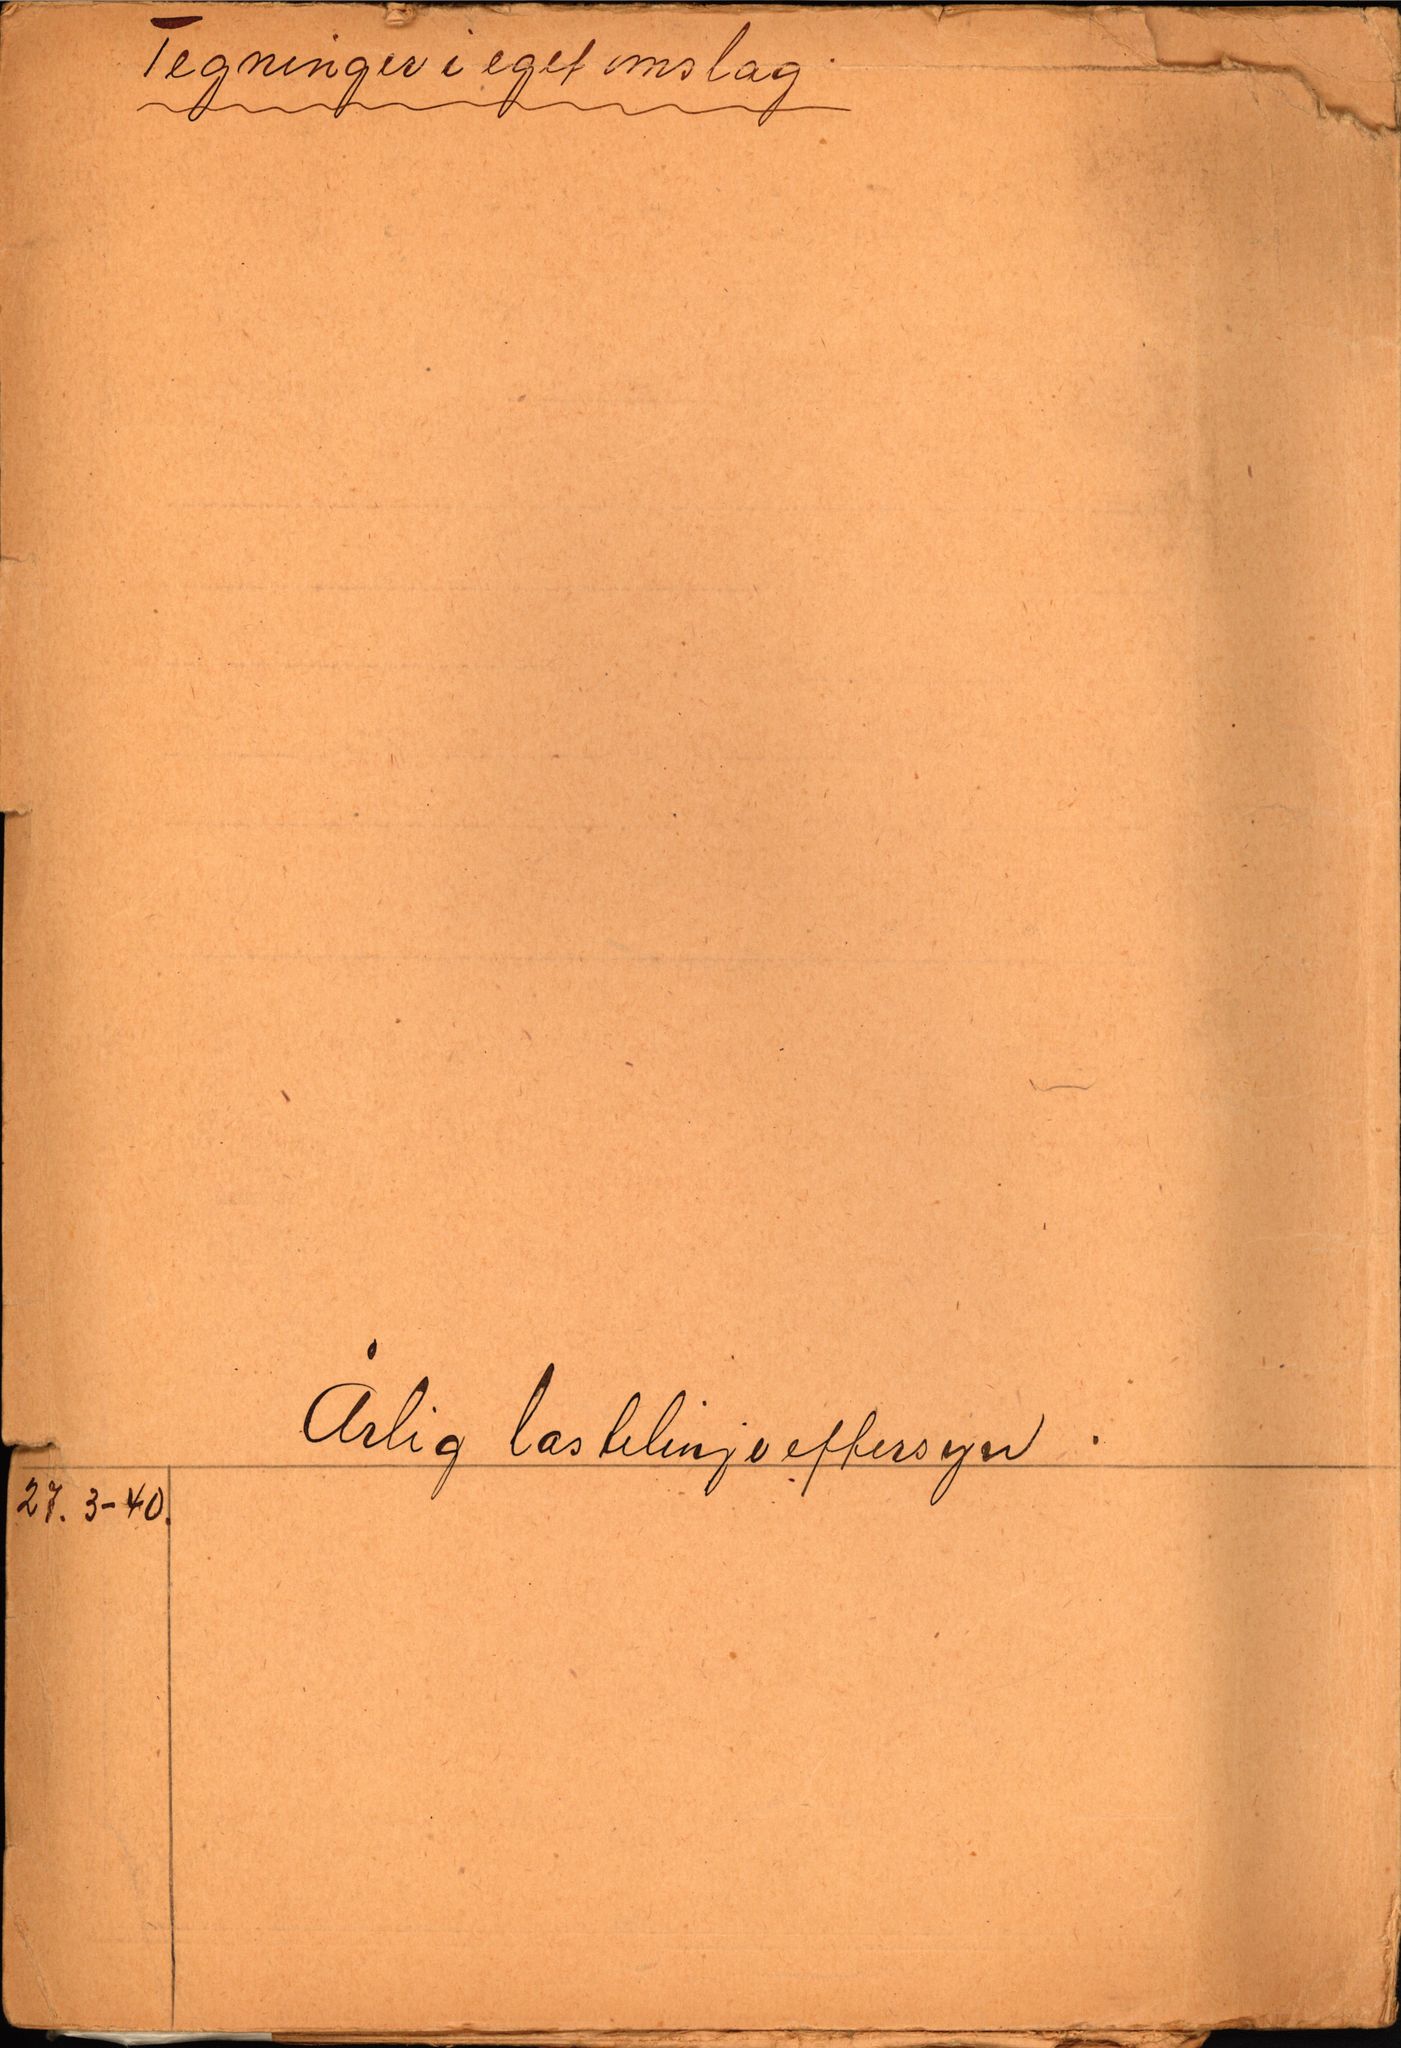 Tegninger i eget omslag.
Årlig lastelinjeeftersyn.
27. 3-40.